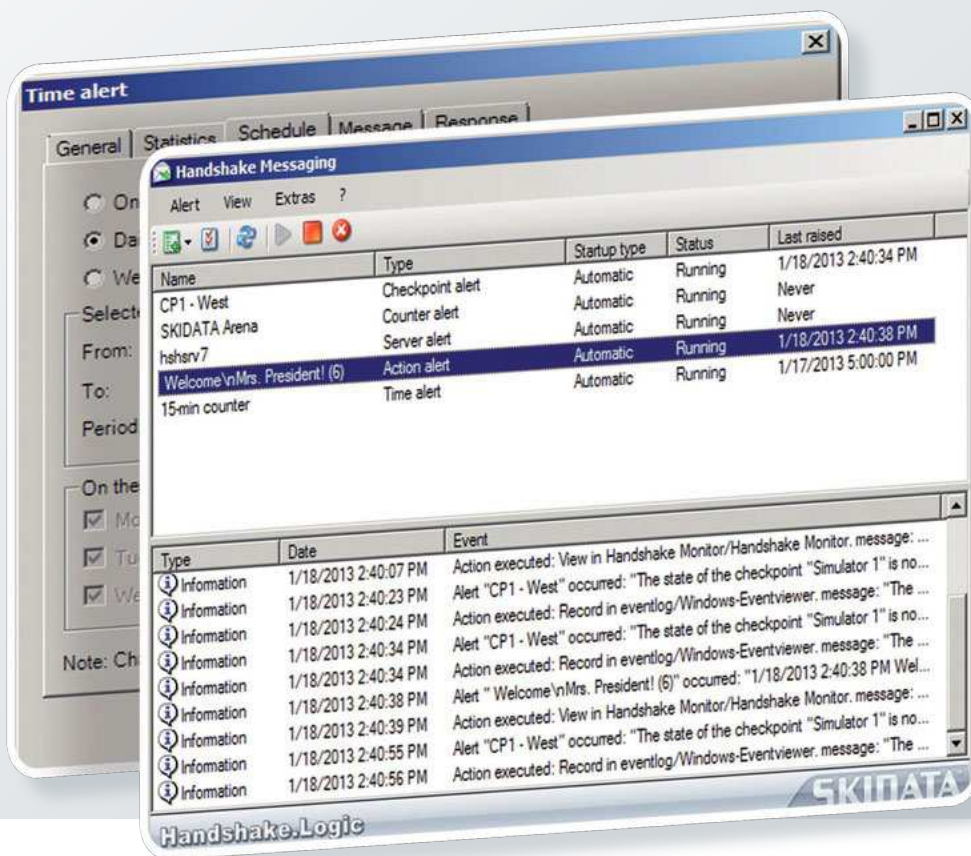 Time alert
General Statistics Schedule Message Response
On
Da
We
Selecte
From:
To:
Period
On the
Mo
Tu
We
Note: Ch
Handshake Messaging
Alert View Extras ?
Name Type Startup type Status Last raised
CP1 - West Checkpoint alert Automatic Running 1/18/2013 2:40:34 PM
SKIDATA Arena Counter alert Automatic Running Never
hshsrv7 Server alert Automatic Running Never
Welcome\nMrs. President! (6) Action alert Automatic Running 1/18/2013 2:40:38 PM
15-min counter Time alert Automatic Running 1/17/2013 5:00:00 PM
Type Date Event
Information 1/18/2013 2:40:07 PM Action executed: View in Handshake Monitor/Handshake Monitor. message: ...
Information 1/18/2013 2:40:23 PM Alert "CP1 - West" occurred: "The state of the checkpoint "Simulator 1" is no...
Information 1/18/2013 2:40:24 PM Action executed: Record in eventlog/Windows-Eventviewer. message: "The ...
Information 1/18/2013 2:40:34 PM Alert "CP1 - West" occurred: "The state of the checkpoint "Simulator 1" is no...
Information 1/18/2013 2:40:34 PM Action executed: Record in eventlog/Windows-Eventviewer. message: "The ...
Information 1/18/2013 2:40:38 PM Alert " Welcome\nMrs. President! (6)" occurred: "1/18/2013 2:40:38 PM Wel...
Information 1/18/2013 2:40:39 PM Action executed: View in Handshake Monitor/Handshake Monitor. message: ...
Information 1/18/2013 2:40:55 PM Alert "CP1 - West" occurred: "The state of the checkpoint "Simulator 1" is no...
Information 1/18/2013 2:40:56 PM Action executed: Record in eventlog/Windows-Eventviewer. message: "The ...
Handshake.Logic SKIDATA